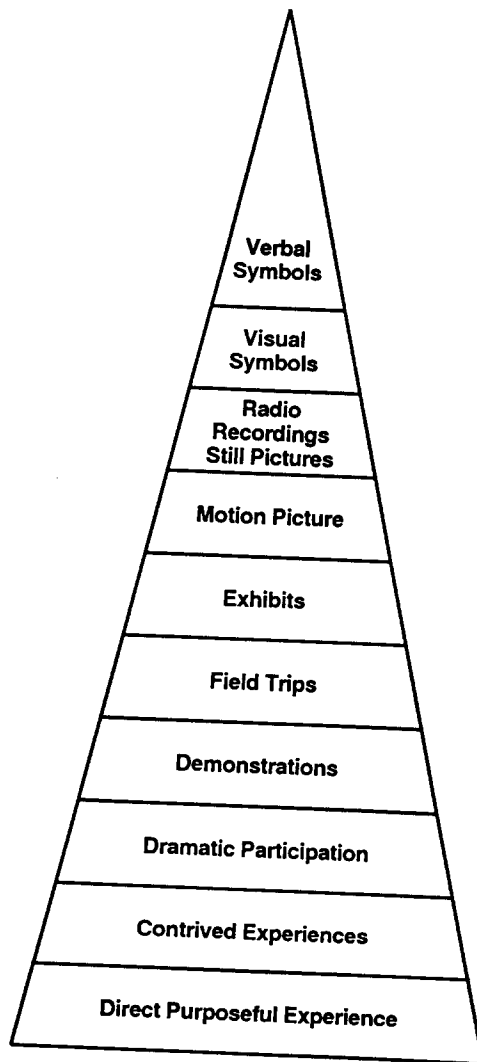 Verbal
Symbols
Visual
Symbols
Radio
Recordings
Still Pictures
Motion Picture
Exhibits
Field Trips
Demonstrations
Dramatic Participation
Contrived Experiences
Direct Purposeful Experience